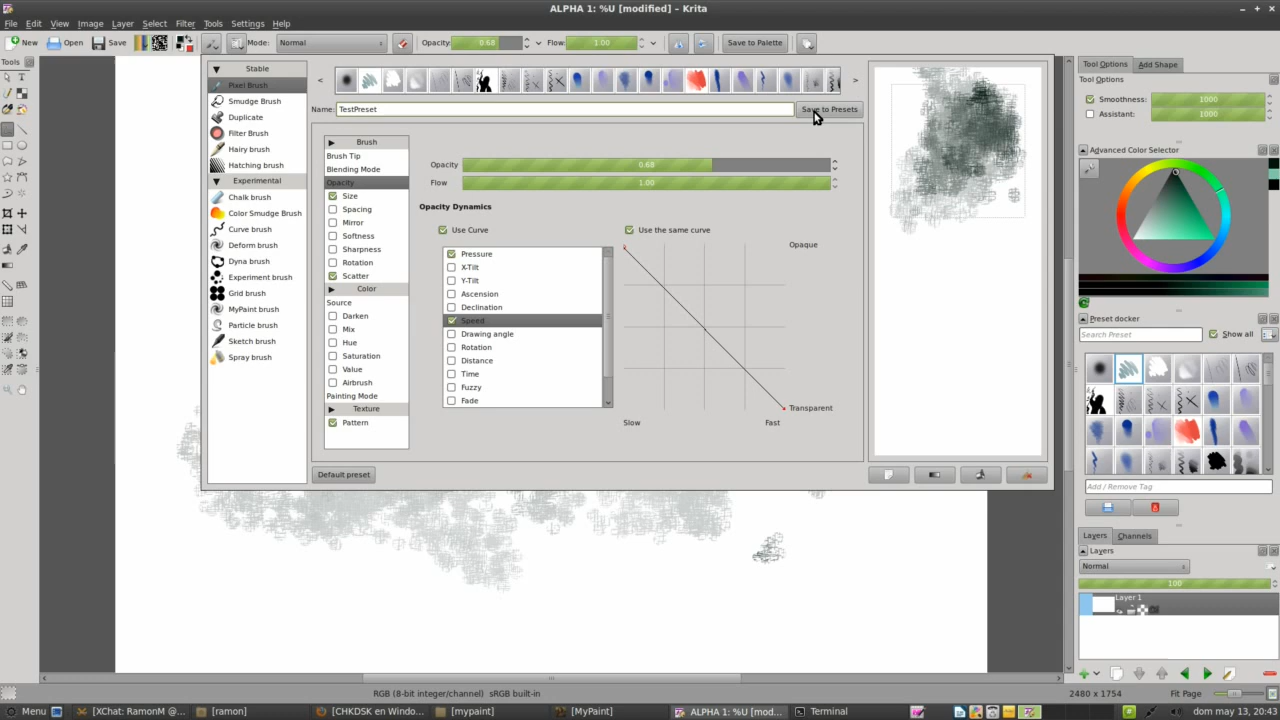 ALPHA 1: %U [modified] – Krita
File Edit View Image Layer Select Filter Tools Settings Help
New Open Save Mode: Normal Opacity: 0.68 Flow: 1.00 Save to Palette
Tools
Stable
Pixel Brush
Smudge Brush
Duplicate
Filter Brush
Hairy brush
Hatching brush
Experimental
Chalk brush
Color Smudge Brush
Curve brush
Deform brush
Dyna brush
Experiment brush
Grid brush
MyPaint brush
Particle brush
Sketch brush
Spray brush
< >
Name: TestPreset Save to Presets
Brush
Brush Tip
Blending Mode
Opacity
Size
Spacing
Mirror
Softness
Sharpness
Rotation
Scatter
Color
Source
Darken
Mix
Hue
Saturation
Value
Airbrush
Painting Mode
Texture
Pattern
Opacity 0.68
Flow 1.00
Opacity Dynamics
Use Curve
Use the same curve
Pressure
X-Tilt
Y-Tilt
Ascension
Declination
Speed
Drawing angle
Rotation
Distance
Time
Fuzzy
Fade
Opaque
Transparent
Slow Fast
Default preset
Tool Options Add Shape
Tool Options
Smoothness: 1000
Assistant: 1000
Advanced Color Selector
Preset docker
Search Preset Show all
Add / Remove Tag
Layers Channels
Layers
Normal
100
Layer 1
RGB (8-bit integer/channel) sRGB built-in 2480 x 1754 Fit Page
Menu [XChat: RamonM @... [ramon] [CHKDSK en Windo... [mypaint] [MyPaint] ALPHA 1: %U [mod... Terminal dom may 13, 20:43